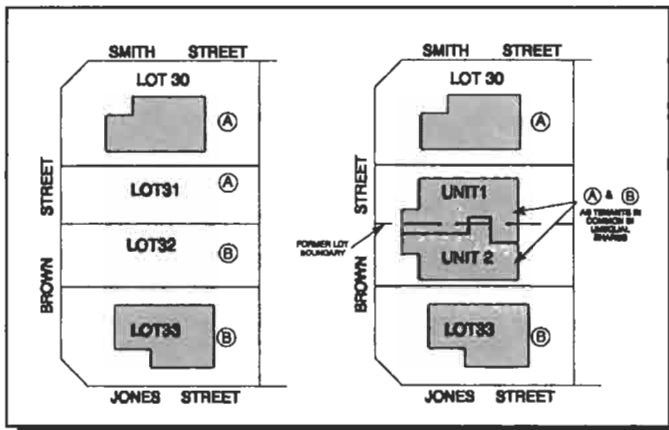 SMITH STREET
LOT 30
Ⓐ
STREET
LOT31
Ⓐ
LOT32
Ⓑ
BROWN
LOT33
Ⓑ
JONES STREET
SMITH STREET
LOT 30
Ⓐ
STREET
UNIT1
Ⓐ & Ⓑ
AS TENANTS IN
COMMON IN
UNEQUAL
SHARES
FORMER LOT
BOUNDARY
UNIT 2
BROWN
LOT33
Ⓑ
JONES STREET